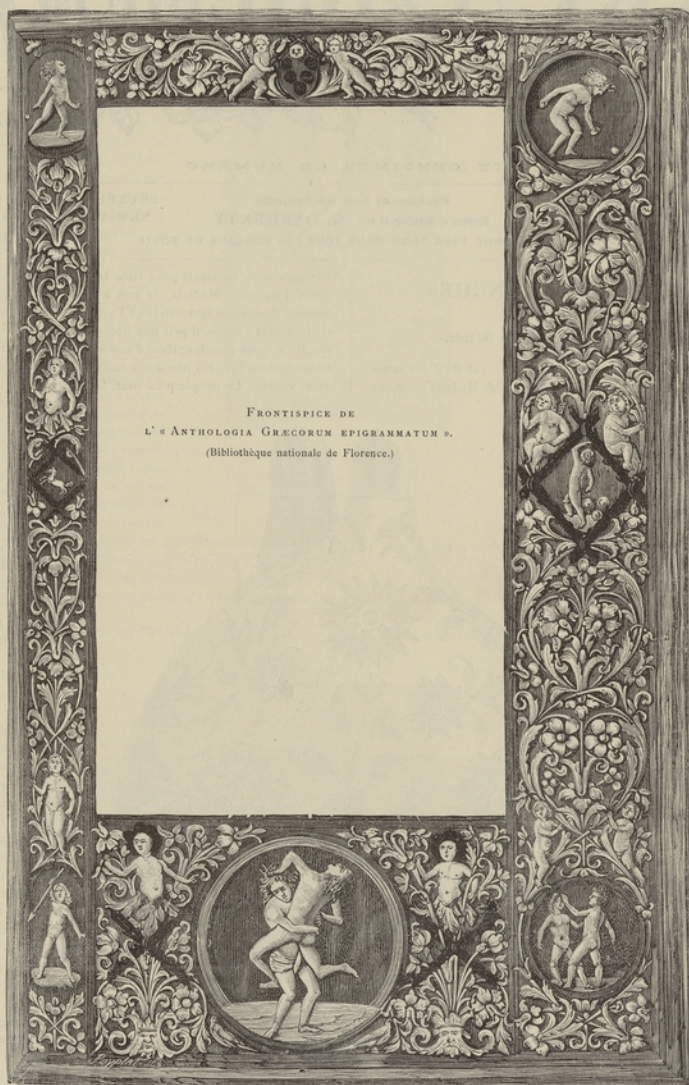 FRONTISPICE DE
L' « ANTHOLOGIA GRÆCORUM EPIGRAMMATUM ».
(Bibliothèque nationale de Florence.)